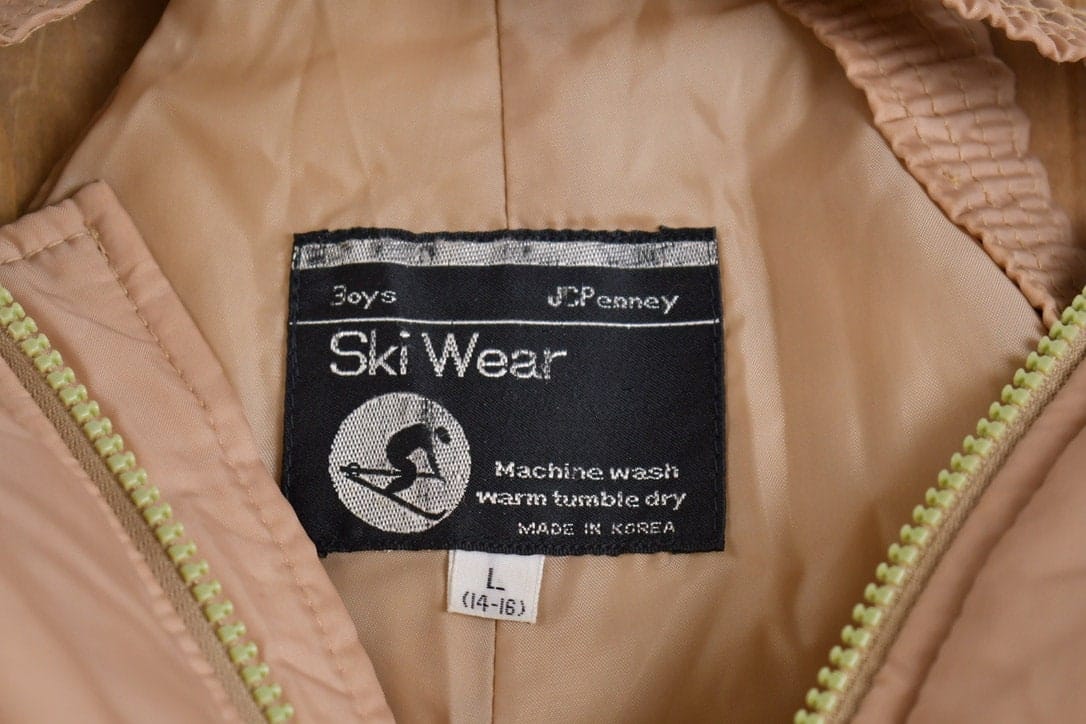 Boys JCPenney
Ski Wear
Machine wash
warm tumble dry
MADE IN KOREA
L
(14-16)